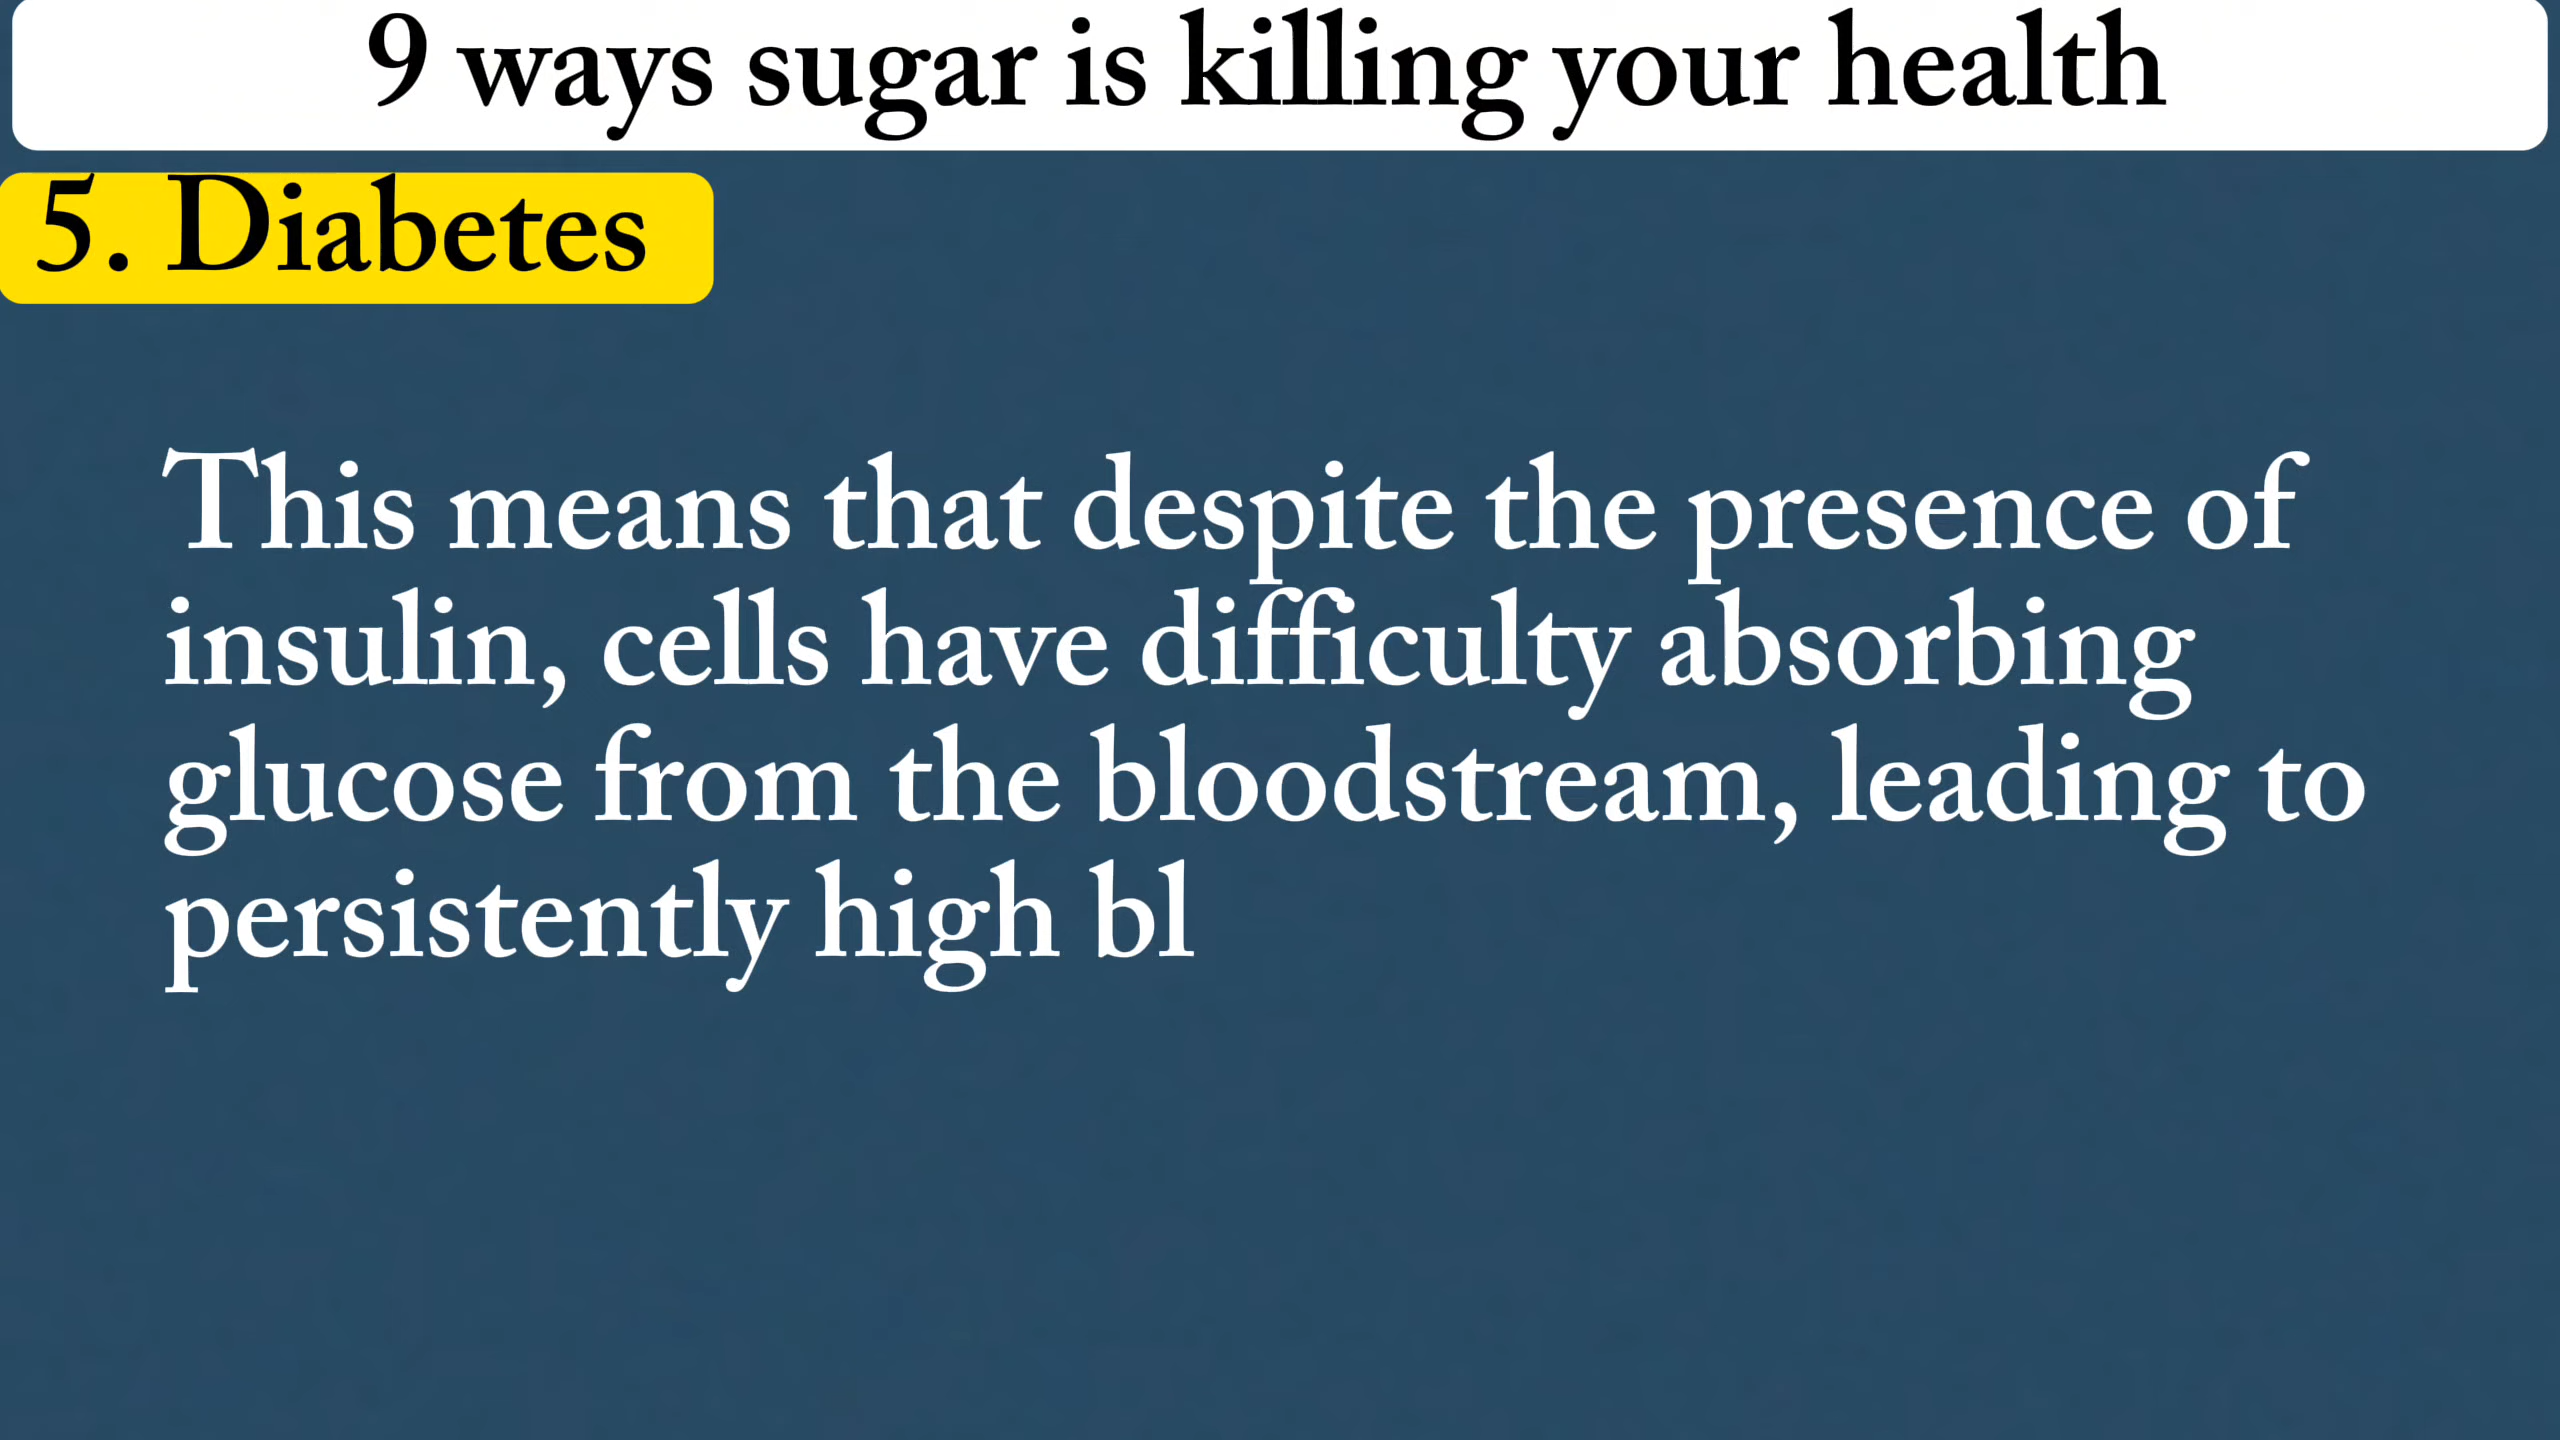 9 ways sugar is killing your health
5. Diabetes
This means that despite the presence of
insulin, cells have difficulty absorbing
glucose from the bloodstream, leading to
persistently high bl